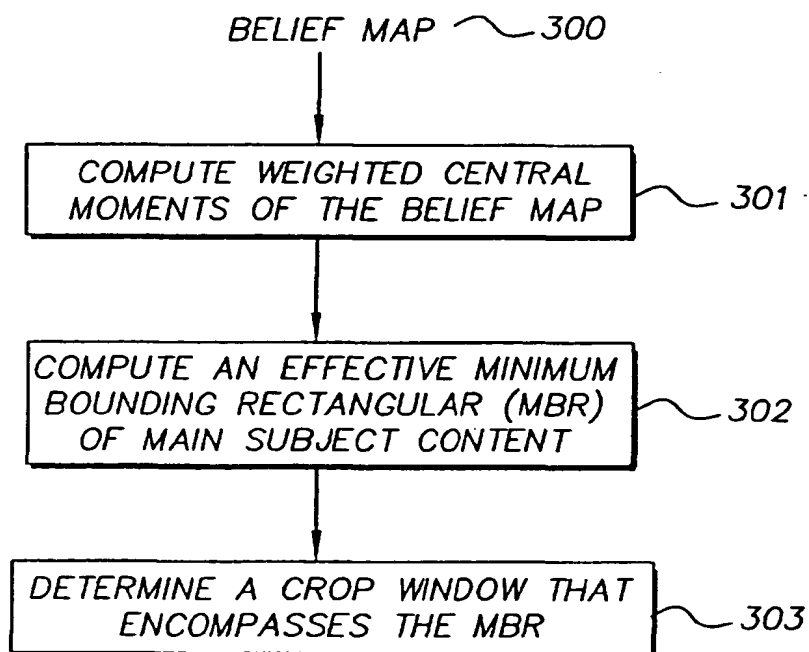 BELIEF MAP 300
COMPUTE WEIGHTED CENTRAL
MOMENTS OF THE BELIEF MAP
301
COMPUTE AN EFFECTIVE MINIMUM
BOUNDING RECTANGULAR (MBR)
OF MAIN SUBJECT CONTENT
302
DETERMINE A CROP WINDOW THAT
ENCOMPASSES THE MBR
303